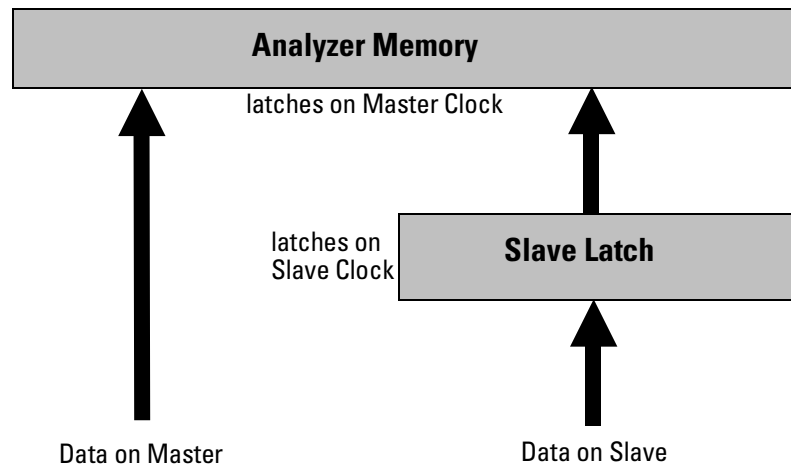 Analyzer Memory
latches on Master Clock
latches on
Slave Clock
Slave Latch
Data on Master
Data on Slave